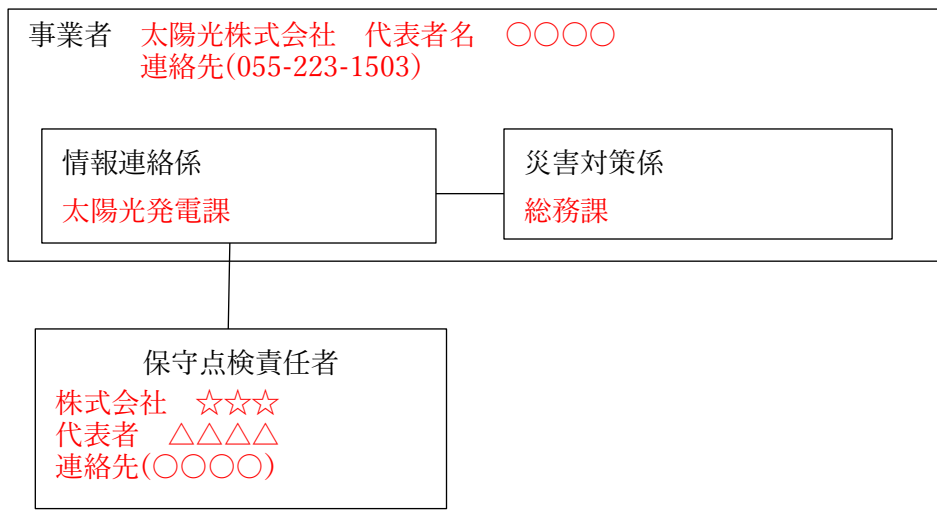 事業者　太陽光株式会社　代表者名　○○○○
連絡先(055-223-1503)
情報連絡係
太陽光発電課
災害対策係
総務課
保守点検責任者
株式会社　☆☆☆
代表者　△△△△
連絡先(○○○○)